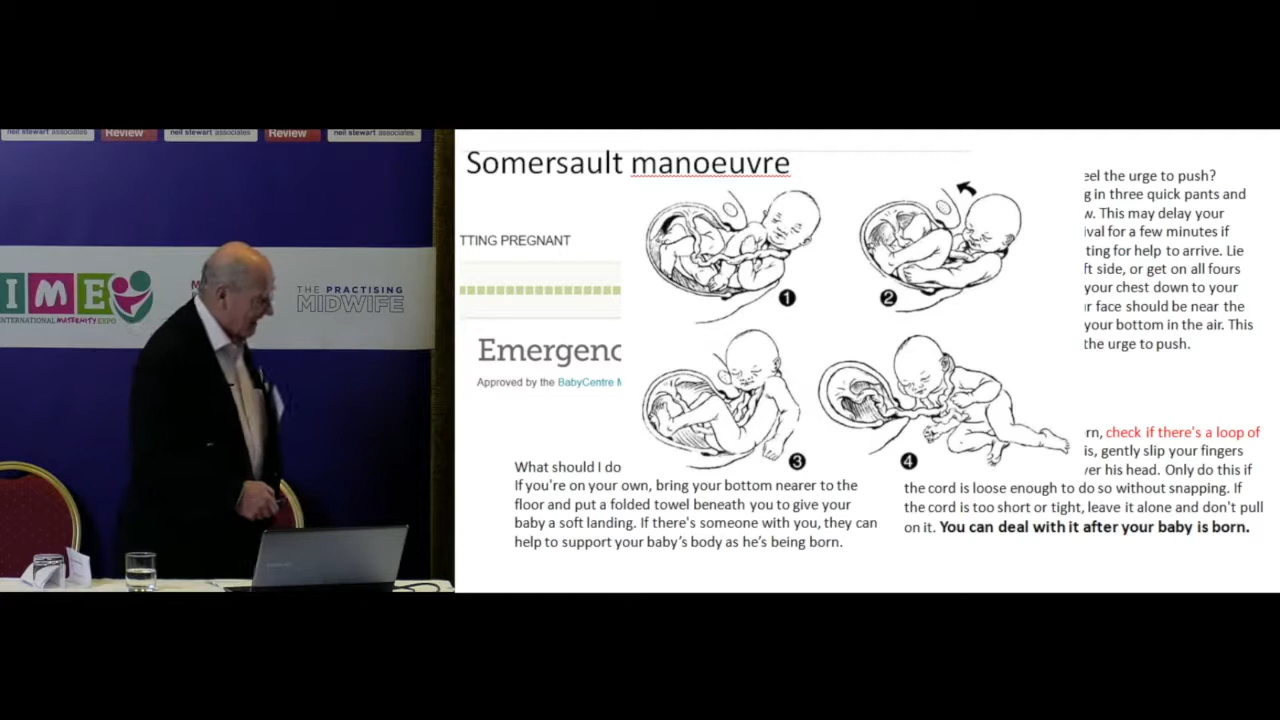 neil stewart associates
Review
neil stewart associates
Review
neil stewart associates
IME
INTERNATIONAL MATERNITY EXPO
THE PRACTISING
MIDWIFE
Somersault manoeuvre
TTING PREGNANT
Emergenc
Approved by the BabyCentre M
1
2
3
4
eel the urge to push?
g in three quick pants and
w. This may delay your
ival for a few minutes if
ting for help to arrive. Lie
ft side, or get on all fours
your chest down to your
r face should be near the
your bottom in the air. This
the urge to push.
What should I do
If you're on your own, bring your bottom nearer to the
floor and put a folded towel beneath you to give your
baby a soft landing. If there's someone with you, they can
help to support your baby's body as he's being born.
rn, check if there's a loop of
is, gently slip your fingers
ver his head. Only do this if
the cord is loose enough to do so without snapping. If
the cord is too short or tight, leave it alone and don't pull
on it. You can deal with it after your baby is born.